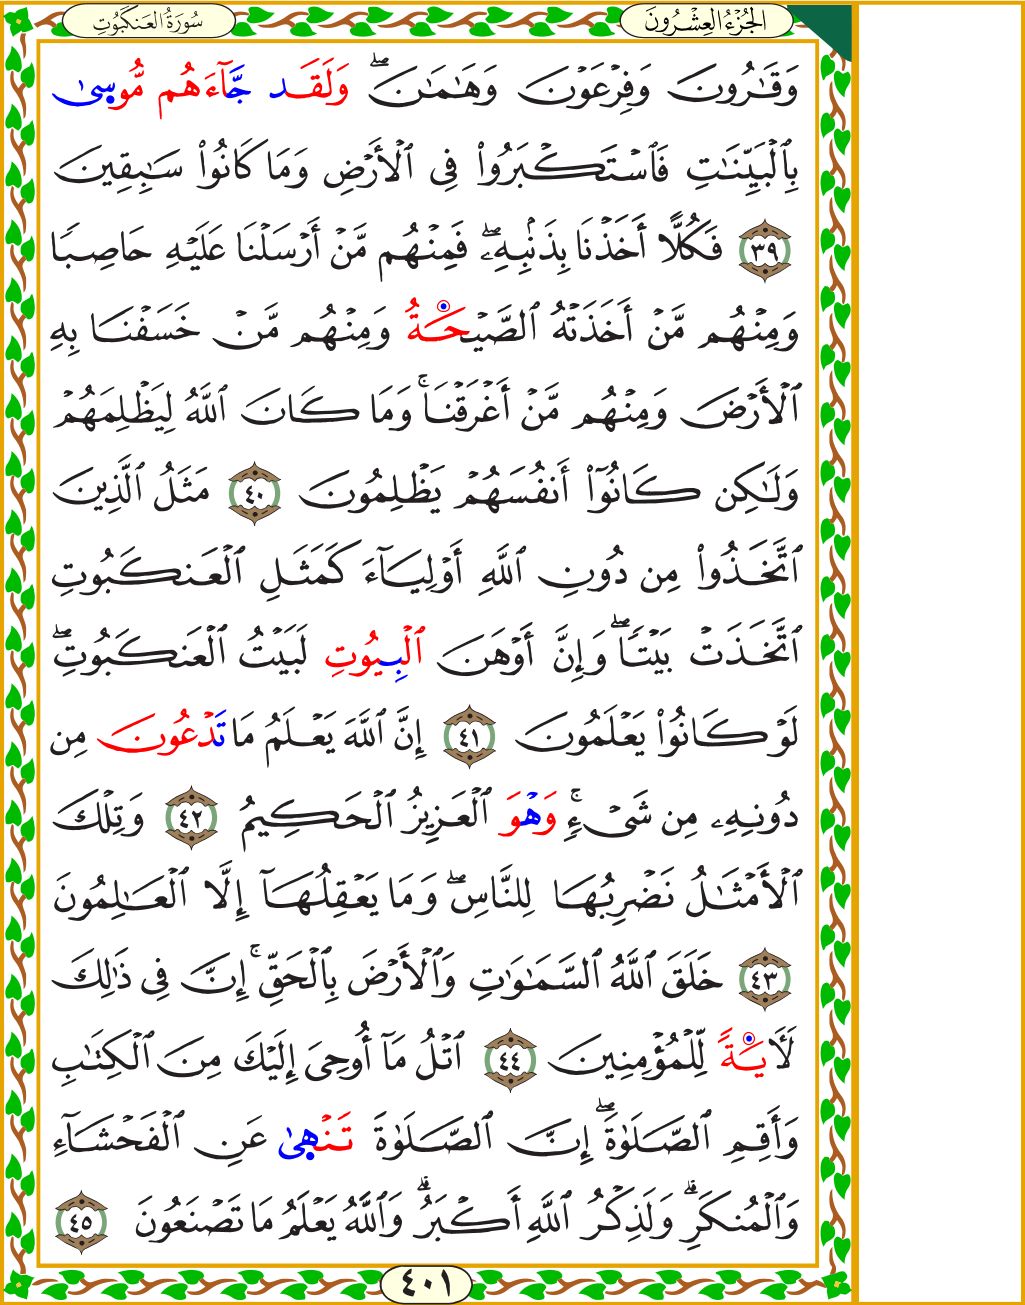 سُورَةُ العَنكَبُوتِ
الجُزْءُ العِشْرُونَ
وَقَٰرُونَ وَفِرْعَوْنَ وَهَٰمَٰنَۖ وَلَقَد جَّآءَهُم مُّوسىٰ
بِٱلْبَيِّنَٰتِ فَٱسْتَكْبَرُوا۟ فِى ٱلْأَرْضِ وَمَا كَانُوا۟ سَٰبِقِينَ
﴿٣٩﴾ فَكُلًّا أَخَذْنَا بِذَنۢبِهِۦۖ فَمِنْهُم مَّنْ أَرْسَلْنَا عَلَيْهِ حَاصِبًا
وَمِنْهُم مَّنْ أَخَذَتْهُ ٱلصَّيْحَةُ وَمِنْهُم مَّنْ خَسَفْنَا بِهِ
ٱلْأَرْضَ وَمِنْهُم مَّنْ أَغْرَقْنَاۚ وَمَا كَانَ ٱللَّهُ لِيَظْلِمَهُمْ
وَلَٰكِن كَانُوٓا۟ أَنفُسَهُمْ يَظْلِمُونَ ﴿٤٠﴾ مَثَلُ ٱلَّذِينَ
ٱتَّخَذُوا۟ مِن دُونِ ٱللَّهِ أَوْلِيَآءَ كَمَثَلِ ٱلْعَنكَبُوتِ
ٱتَّخَذَتْ بَيْتًاۖ وَإِنَّ أَوْهَنَ ٱلْبِيُوتِ لَبَيْتُ ٱلْعَنكَبُوتِۖ
لَوْ كَانُوا۟ يَعْلَمُونَ ﴿٤١﴾ إِنَّ ٱللَّهَ يَعْلَمُ مَا تَدْعُونَ مِن
دُونِهِۦ مِن شَىْءٍۚ وَهْوَ ٱلْعَزِيزُ ٱلْحَكِيمُ ﴿٤٢﴾ وَتِلْكَ
ٱلْأَمْثَٰلُ نَضْرِبُهَا لِلنَّاسِۖ وَمَا يَعْقِلُهَآ إِلَّا ٱلْعَٰلِمُونَ
﴿٤٣﴾ خَلَقَ ٱللَّهُ ٱلسَّمَٰوَٰتِ وَٱلْأَرْضَ بِٱلْحَقِّۚ إِنَّ فِى ذَٰلِكَ
لَأٓيَةً لِّلْمُؤْمِنِينَ ﴿٤٤﴾ ٱتْلُ مَآ أُوحِىَ إِلَيْكَ مِنَ ٱلْكِتَٰبِ
وَأَقِمِ ٱلصَّلَوٰةَۖ إِنَّ ٱلصَّلَوٰةَ تَنْهىٰ عَنِ ٱلْفَحْشَآءِ
وَٱلْمُنكَرِۗ وَلَذِكْرُ ٱللَّهِ أَكْبَرُۗ وَٱللَّهُ يَعْلَمُ مَا تَصْنَعُونَ ﴿٤٥﴾
٤٠١